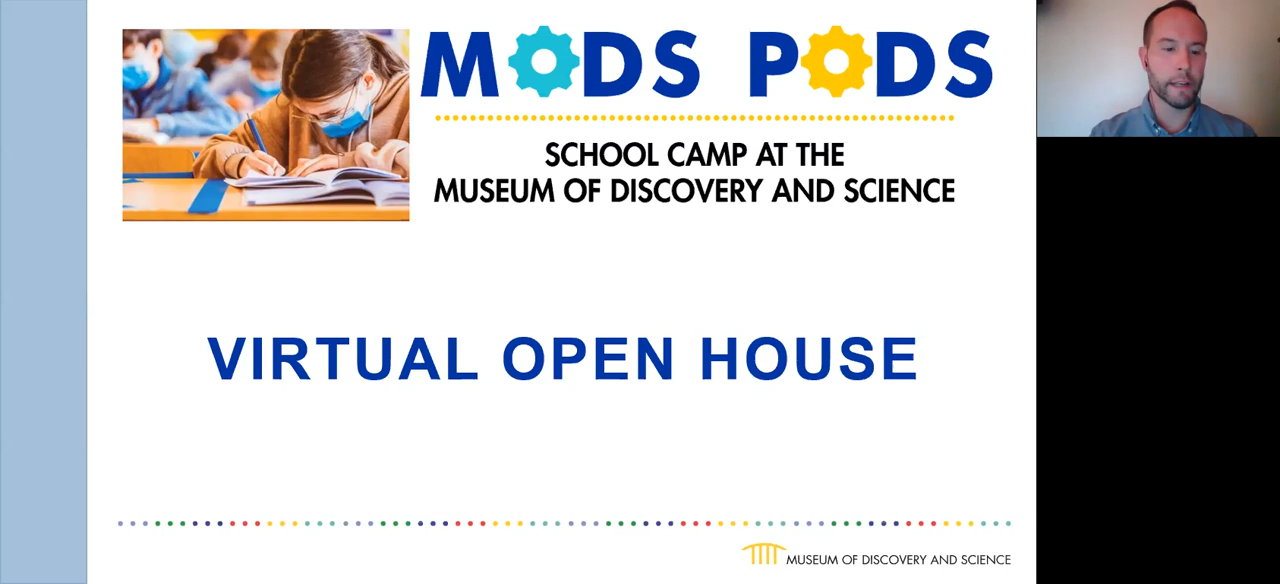 MODS PODS
SCHOOL CAMP AT THE
MUSEUM OF DISCOVERY AND SCIENCE
VIRTUAL OPEN HOUSE
MUSEUM OF DISCOVERY AND SCIENCE